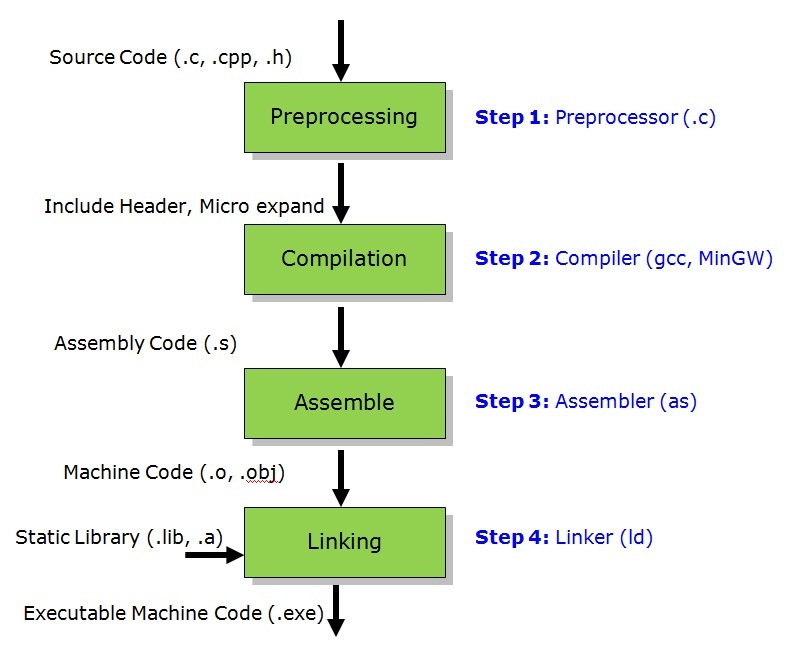 Source Code (.c, .cpp, .h)
Preprocessing
Step 1: Preprocessor (.c)
Include Header, Micro expand
Compilation
Step 2: Compiler (gcc, MinGW)
Assembly Code (.s)
Assemble
Step 3: Assembler (as)
Machine Code (.o, .obj)
Static Library (.lib, .a)
Linking
Step 4: Linker (ld)
Executable Machine Code (.exe)